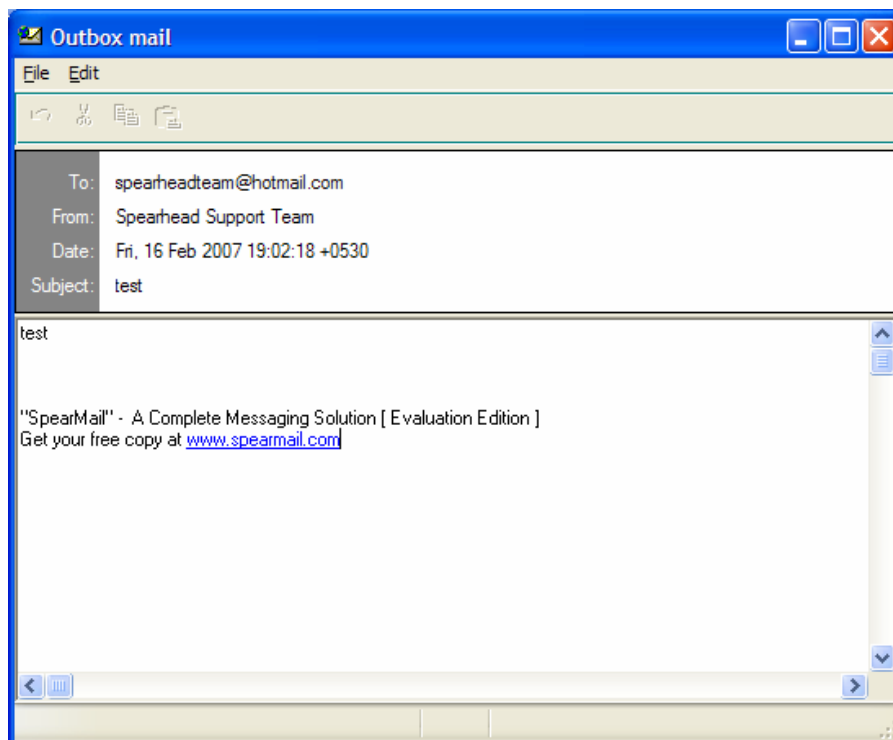 Outbox mail
File Edit
To: spearheadteam@hotmail.com
From: Spearhead Support Team
Date: Fri, 16 Feb 2007 19:02:18 +0530
Subject: test
test
"SpearMail" - A Complete Messaging Solution [ Evaluation Edition ]
Get your free copy at www.spearmail.com